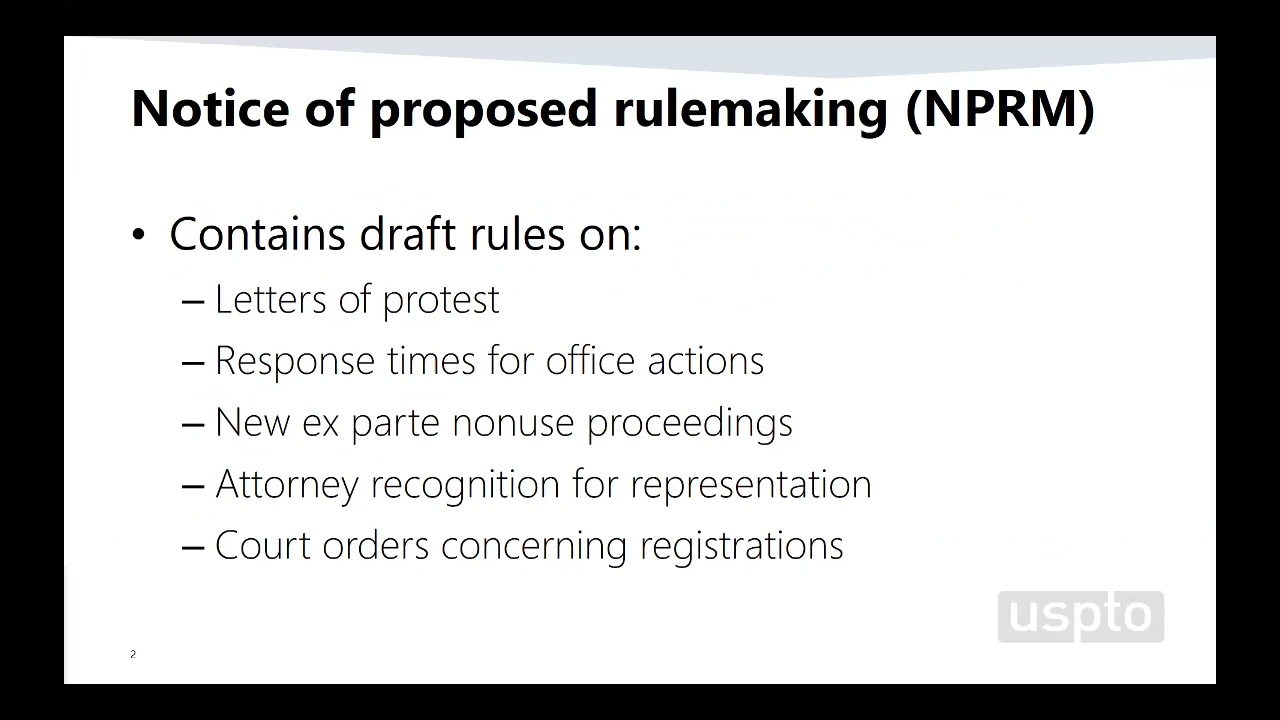 Notice of proposed rulemaking (NPRM)
• Contains draft rules on:
– Letters of protest
– Response times for office actions
– New ex parte nonuse proceedings
– Attorney recognition for representation
– Court orders concerning registrations
uspto
2